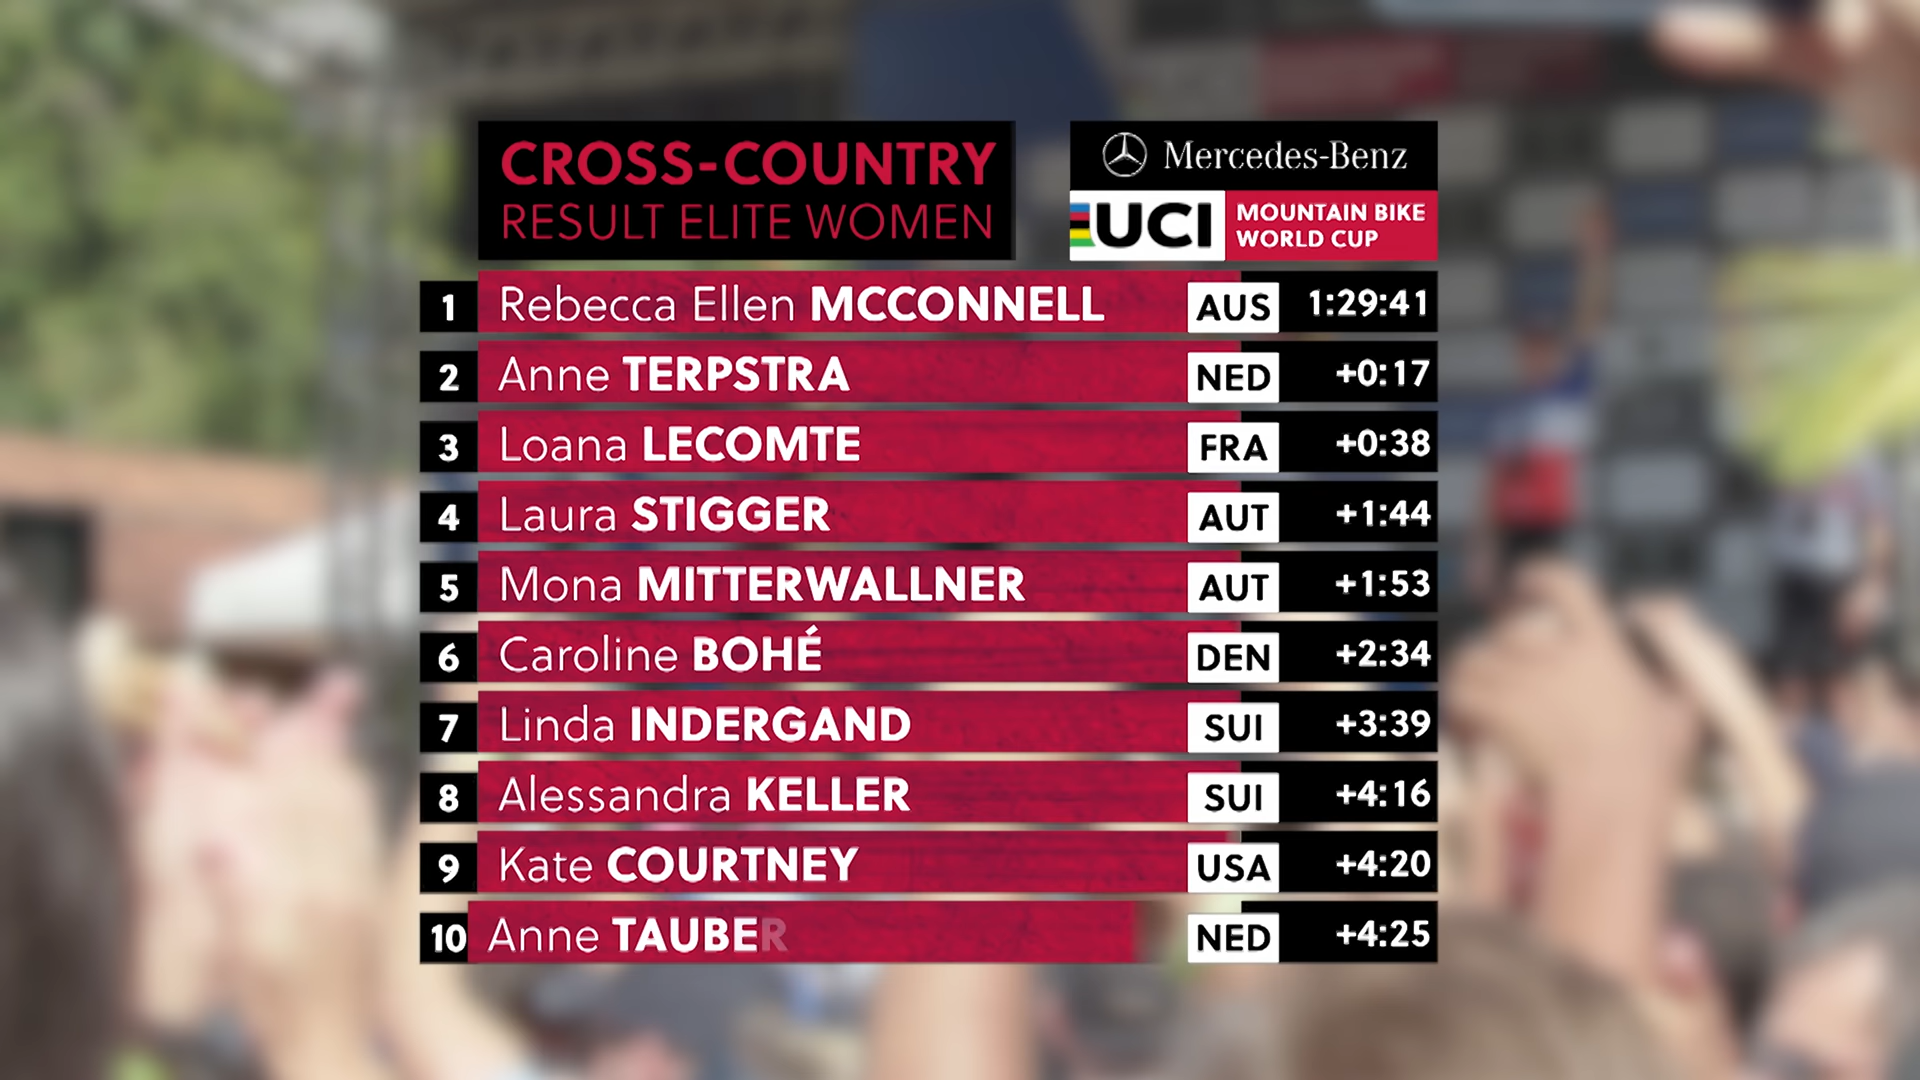 CROSS-COUNTRY
RESULT ELITE WOMEN
Mercedes-Benz
UCI MOUNTAIN BIKE
WORLD CUP
1 Rebecca Ellen MCCONNELL AUS 1:29:41
2 Anne TERPSTRA NED +0:17
3 Loana LECOMTE FRA +0:38
4 Laura STIGGER AUT +1:44
5 Mona MITTERWALLNER AUT +1:53
6 Caroline BOHÉ DEN +2:34
7 Linda INDERGAND SUI +3:39
8 Alessandra KELLER SUI +4:16
9 Kate COURTNEY USA +4:20
10 Anne TAUBER NED +4:25